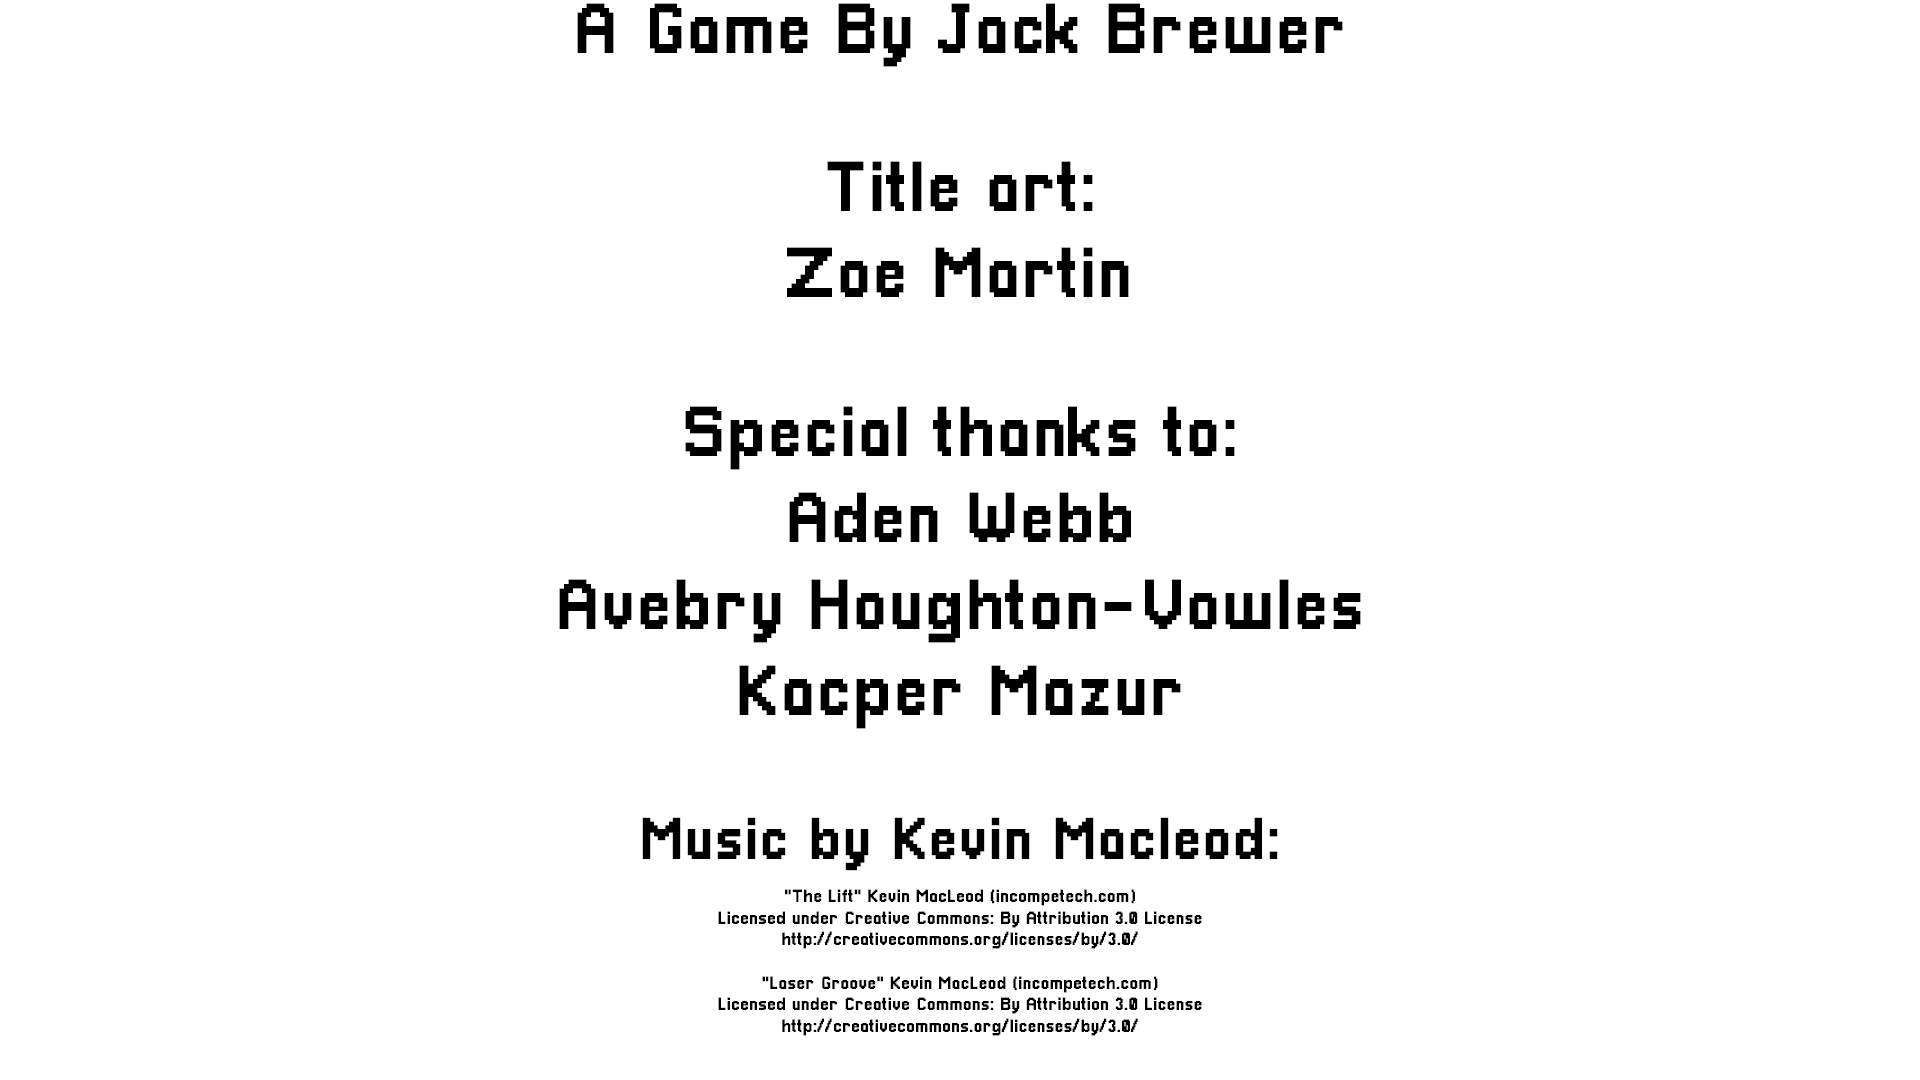 A Game By Jack Brewer
Title art:
Zoe Martin
Special thanks to:
Aden Webb
Avebry Houghton-Vowles
Kacper Mazur
Music by Kevin Macleod:
"The Lift" Kevin MacLeod (incompetech.com)
Licensed under Creative Commons: By Attribution 3.0 License
http://creativecommons.org/licenses/by/3.0/
"Laser Groove" Kevin MacLeod (incompetech.com)
Licensed under Creative Commons: By Attribution 3.0 License
http://creativecommons.org/licenses/by/3.0/